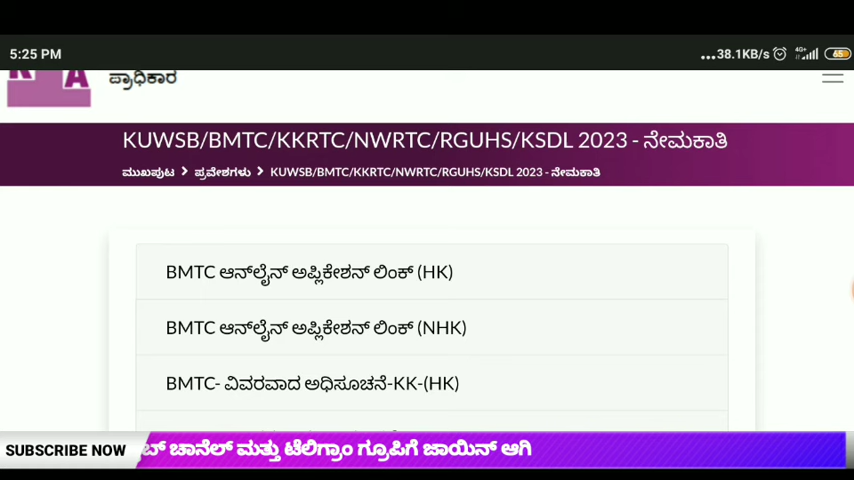 5:25 PM
...38.1KB/s 4G+ 65
ಪ್ರಾಧಿಕಾರ
KUWSB/BMTC/KKRTC/NWRTC/RGUHS/KSDL 2023 - ನೇಮಕಾತಿ
ಮುಖಪುಟ > ಪ್ರವೇಶಗಳು > KUWSB/BMTC/KKRTC/NWRTC/RGUHS/KSDL 2023 - ನೇಮಕಾತಿ
BMTC ಆನ್‌ಲೈನ್ ಅಪ್ಲಿಕೇಶನ್ ಲಿಂಕ್ (HK)
BMTC ಆನ್‌ಲೈನ್ ಅಪ್ಲಿಕೇಶನ್ ಲಿಂಕ್ (NHK)
BMTC- ವಿವರವಾದ ಅಧಿಸೂಚನೆ-KK-(HK)
SUBSCRIBE NOW ಬ್ ಚಾನೆಲ್ ಮತ್ತು ಟೆಲಿಗ್ರಾಂ ಗ್ರೂಪಿಗೆ ಜಾಯಿನ್ ಆಗಿ